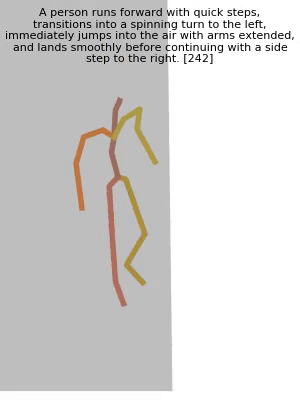 A person runs forward with quick steps,
transitions into a spinning turn to the left,
immediately jumps into the air with arms extended,
and lands smoothly before continuing with a side
step to the right. [242]